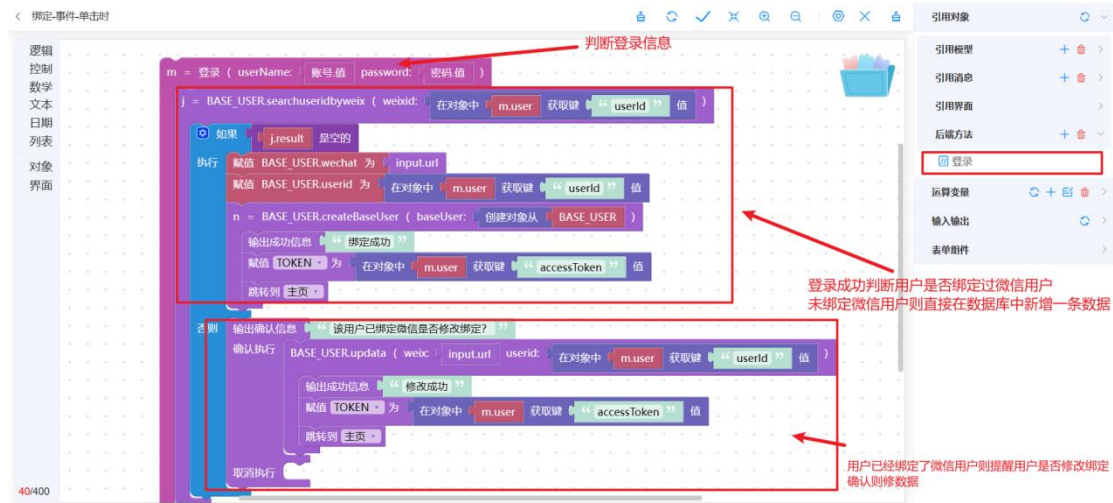 绑定-事件-单击时
引用对象
判断登录信息
逻辑
控制
数学
文本
日期
列表
对象
界面
m = 登录 ( userName: 账号.值 password: 密码.值 )
j = BASE_USER.searchuseridbyweix ( weixid: 在对象中 m.user 获取键 “ userId ” 值 )
如果 j.result 是空的
执行 赋值 BASE_USER.wechat 为 input.url
赋值 BASE_USER.userid 为 在对象中 m.user 获取键 “ userId ” 值
n = BASE_USER.createBaseUser ( baseUser: 创建对象从 BASE_USER )
输出成功信息 “ 绑定成功 ”
赋值 TOKEN 为 在对象中 m.user 获取键 “ accessToken ” 值
跳转到 主页
否则 输出确认信息 “ 该用户已绑定微信是否修改绑定? ”
确认执行 BASE_USER.updata ( weixc input.url userid: 在对象中 m.user 获取键 “ userId ” 值 )
输出成功信息 “ 修改成功 ”
赋值 TOKEN 为 在对象中 m.user 获取键 “ accessToken ” 值
跳转到 主页
取消执行
40/400
引用模型
引用消息
引用界面
后端方法
登录
运算变量
输入输出
表单组件
登录成功判断用户是否绑定过微信用户
未绑定微信用户则直接在数据库中新增一条数据
用户已经绑定了微信用户则提醒用户是否修改绑定
确认则修数据